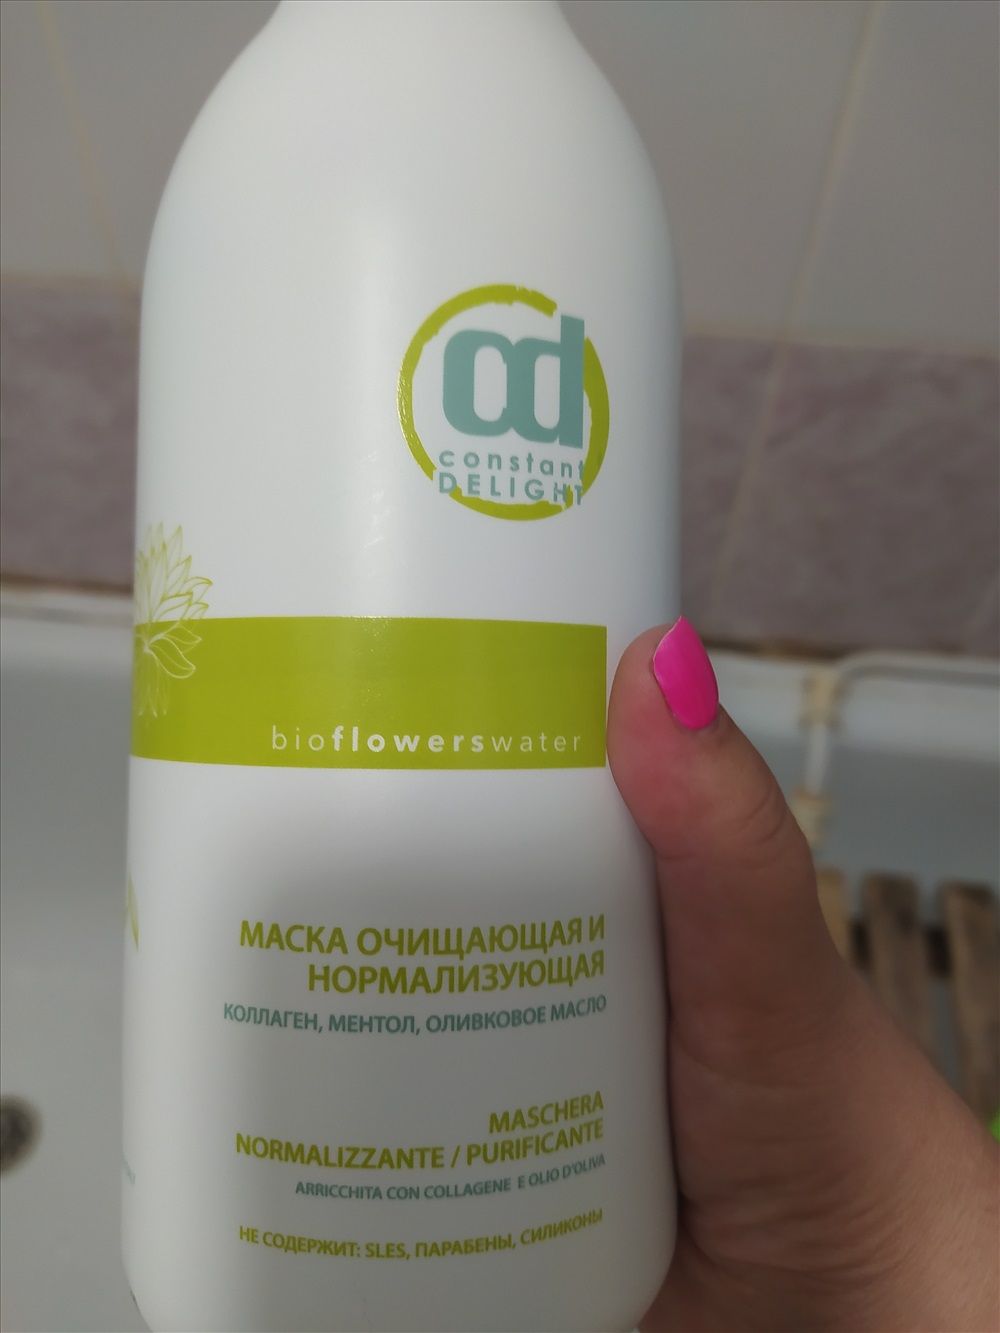 cd
constant
DELIGHT
bioflowerswater
МАСКА ОЧИЩАЮЩАЯ И
НОРМАЛИЗУЮЩАЯ
КОЛЛАГЕН, МЕНТОЛ, ОЛИВКОВОЕ МАСЛО
MASCHERA
NORMALIZZANTE / PURIFICANTE
ARRICCHITA CON COLLAGENE E OLIO D'OLIVA
НЕ СОДЕРЖИТ: SLES, ПАРАБЕНЫ, СИЛИКОНЫ